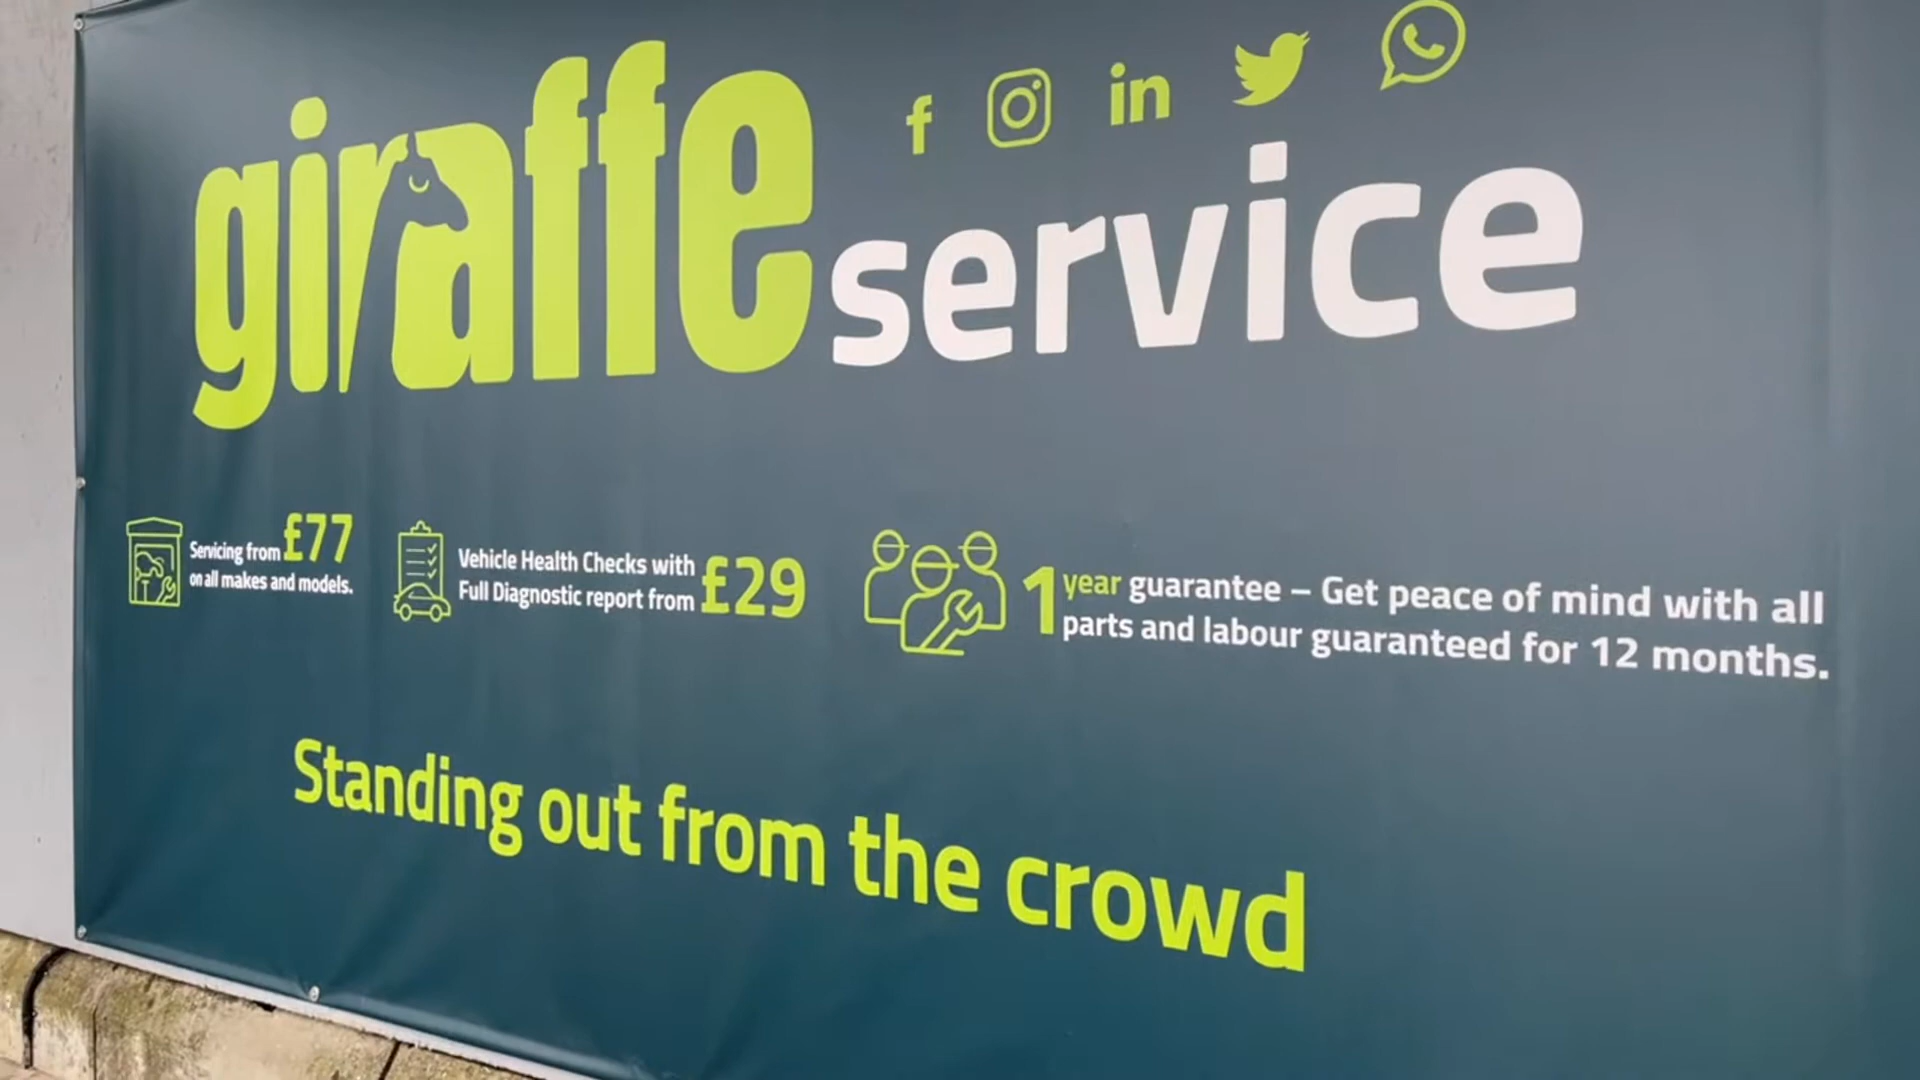 giraffe service
Servicing from £77
on all makes and models.
Vehicle Health Checks with
Full Diagnostic report from £29
1 year guarantee – Get peace of mind with all
parts and labour guaranteed for 12 months.
Standing out from the crowd